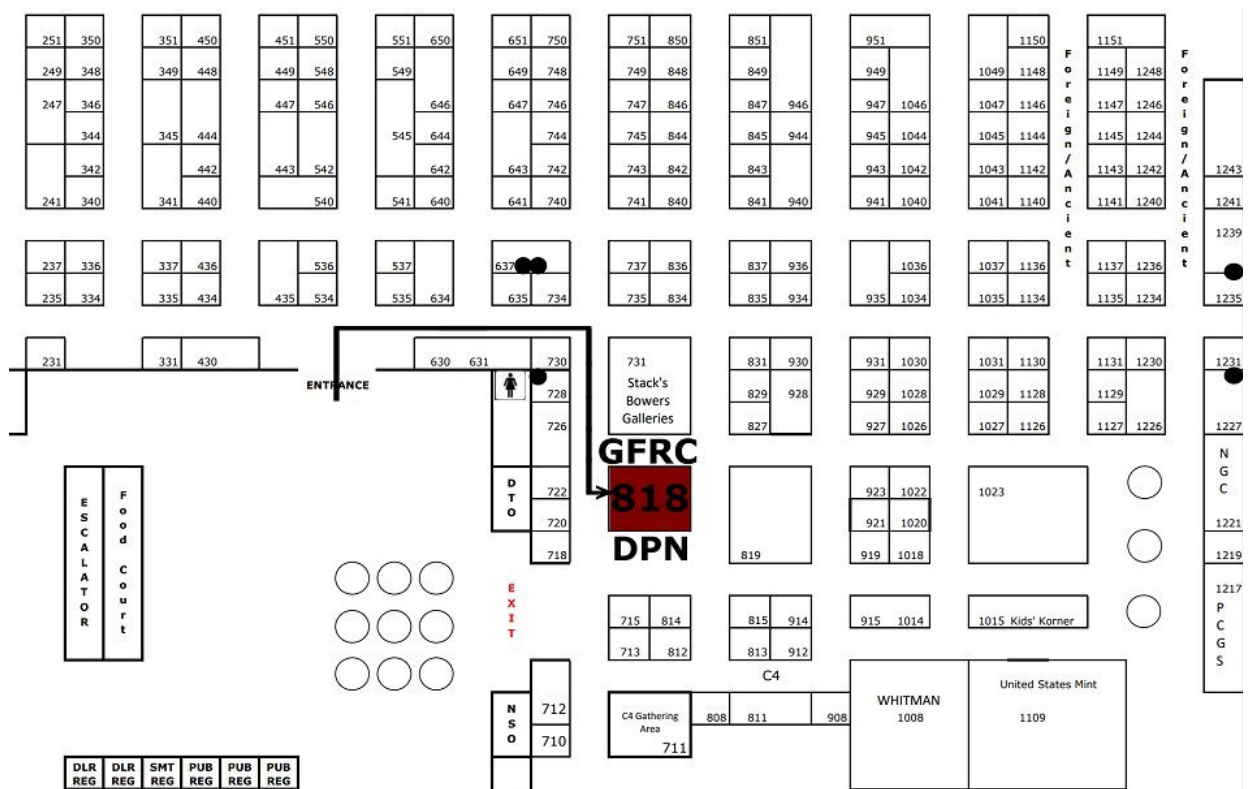 251 350 351 450 451 550 551 650 651 750 751 850 851 951 1150 1151
249 348 349 448 449 548 549 649 748 749 848 849 949 1049 1148 1149 1248
247 346 447 546 646 647 746 747 846 847 946 947 1046 1047 1146 1147 1246
344 345 444 545 644 744 745 844 845 944 945 1044 1045 1144 1145 1244
342 442 443 542 642 643 742 743 842 843 943 1042 1043 1142 1143 1242 1243
241 340 341 440 540 541 640 641 740 741 840 841 940 941 1040 1041 1140 1141 1240 1241
Foreign/Ancient
Foreign/Ancient
1239
237 336 337 436 536 537 637 737 836 837 936 1036 1037 1136 1137 1236
235 334 335 434 435 534 535 634 635 734 735 834 835 934 935 1034 1035 1134 1135 1234 1235
231 331 430 630 631 730 731 831 930 931 1030 1031 1130 1131 1230 1231
ENTRANCE
Stack's
Bowers
Galleries
728 829 928 929 1028 1029 1128 1129
726 827 927 1026 1027 1126 1127 1226 1227
GFRC
818
DPN
ESCALATOR
Food Court
DTO
722 923 1022 1023
720 921 1020 1221
718 819 919 1018 1219
NGC
1217
PCGS
EXIT
715 814 815 914 915 1014 1015 Kids' Korner
713 812 813 912
C4
NSO
712
710
C4 Gathering
Area
711
808 811 908
WHITMAN
1008
United States Mint
1109
DLR DLR SMT PUB PUB PUB
REG REG REG REG REG REG